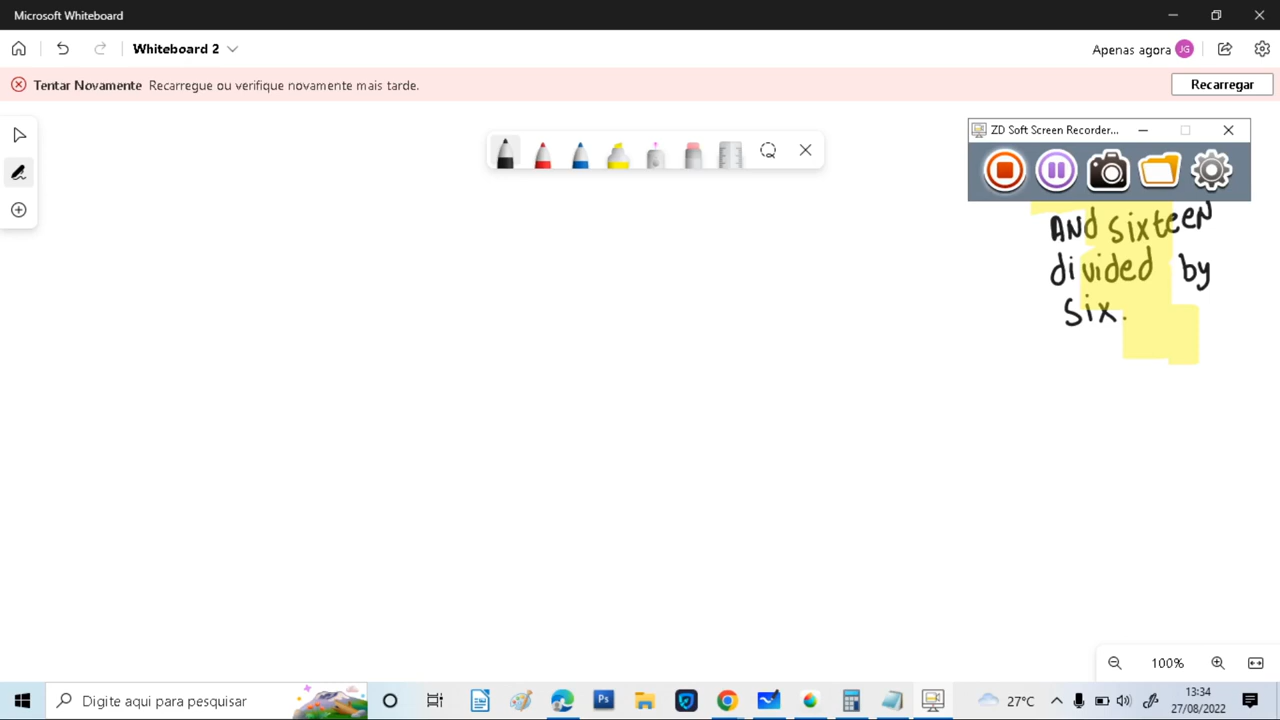 Microsoft Whiteboard
Whiteboard 2
Apenas agora JG
Tentar Novamente Recarregue ou verifique novamente mais tarde.
Recarregar
ZD Soft Screen Recorder...
AND sixteen
divided by
six.
100%
Digite aqui para pesquisar
Ps
27°C
13:34
27/08/2022